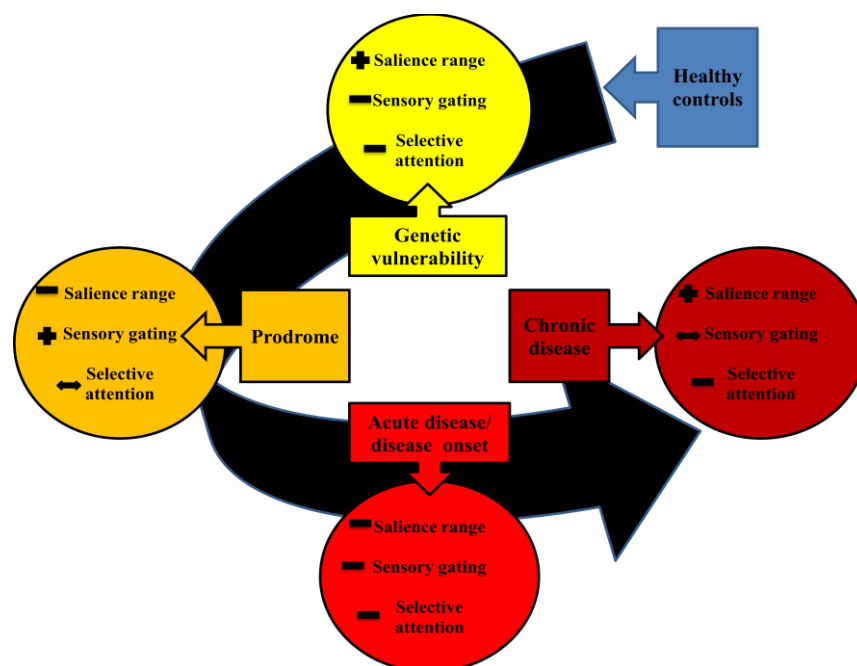 Salience range
Sensory gating
Selective
attention
Healthy
controls
Genetic
vulnerability
Salience range
Sensory gating
Selective
attention
Prodrome
Chronic
disease
Salience range
Sensory gating
Selective
attention
Acute disease/
disease onset
Salience range
Sensory gating
Selective
attention